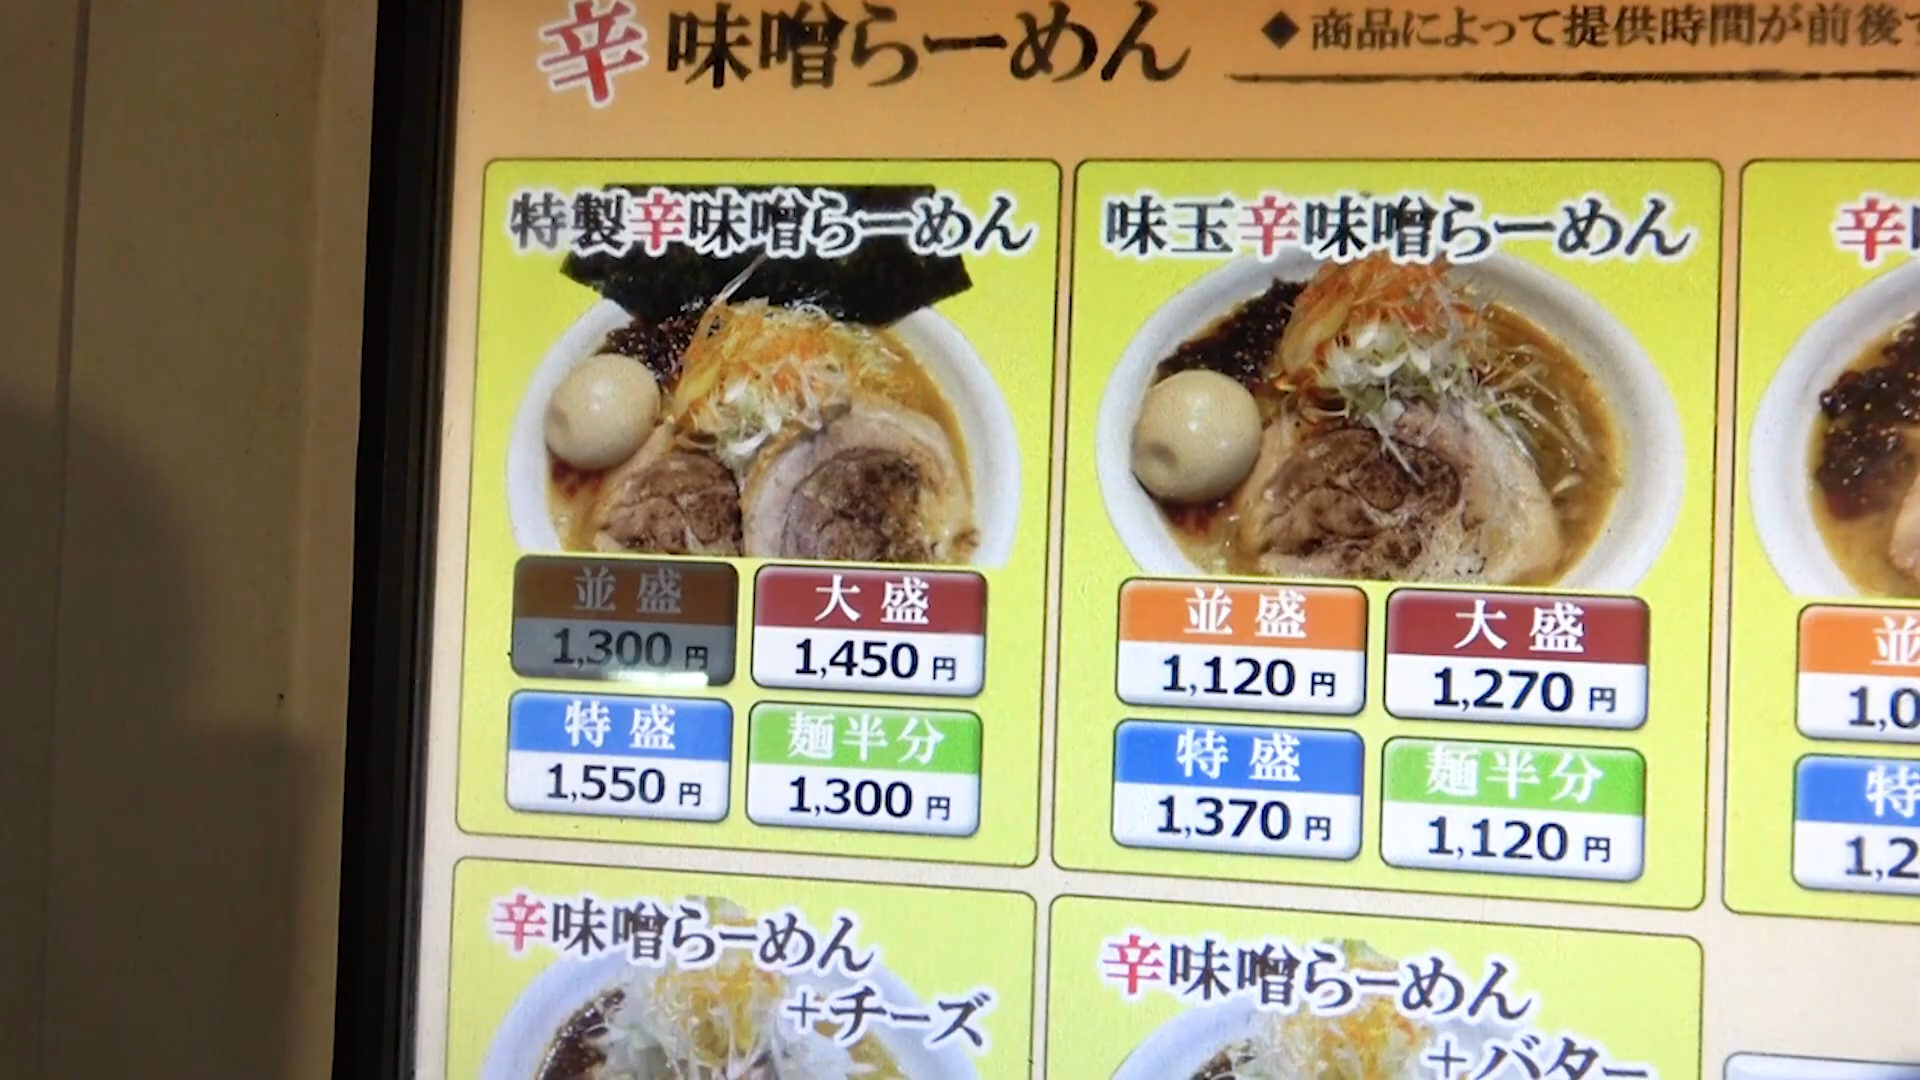 辛味噌らーめん
◆商品によって提供時間が前後
特製辛味噌らーめん
並盛
1,300円
大盛
1,450円
特盛
1,550円
麺半分
1,300円
味玉辛味噌らーめん
並盛
1,120円
大盛
1,270円
特盛
1,370円
麺半分
1,120円
辛
並
1,0
特
1,2
辛味噌らーめん
+チーズ
辛味噌らーめん
+バター